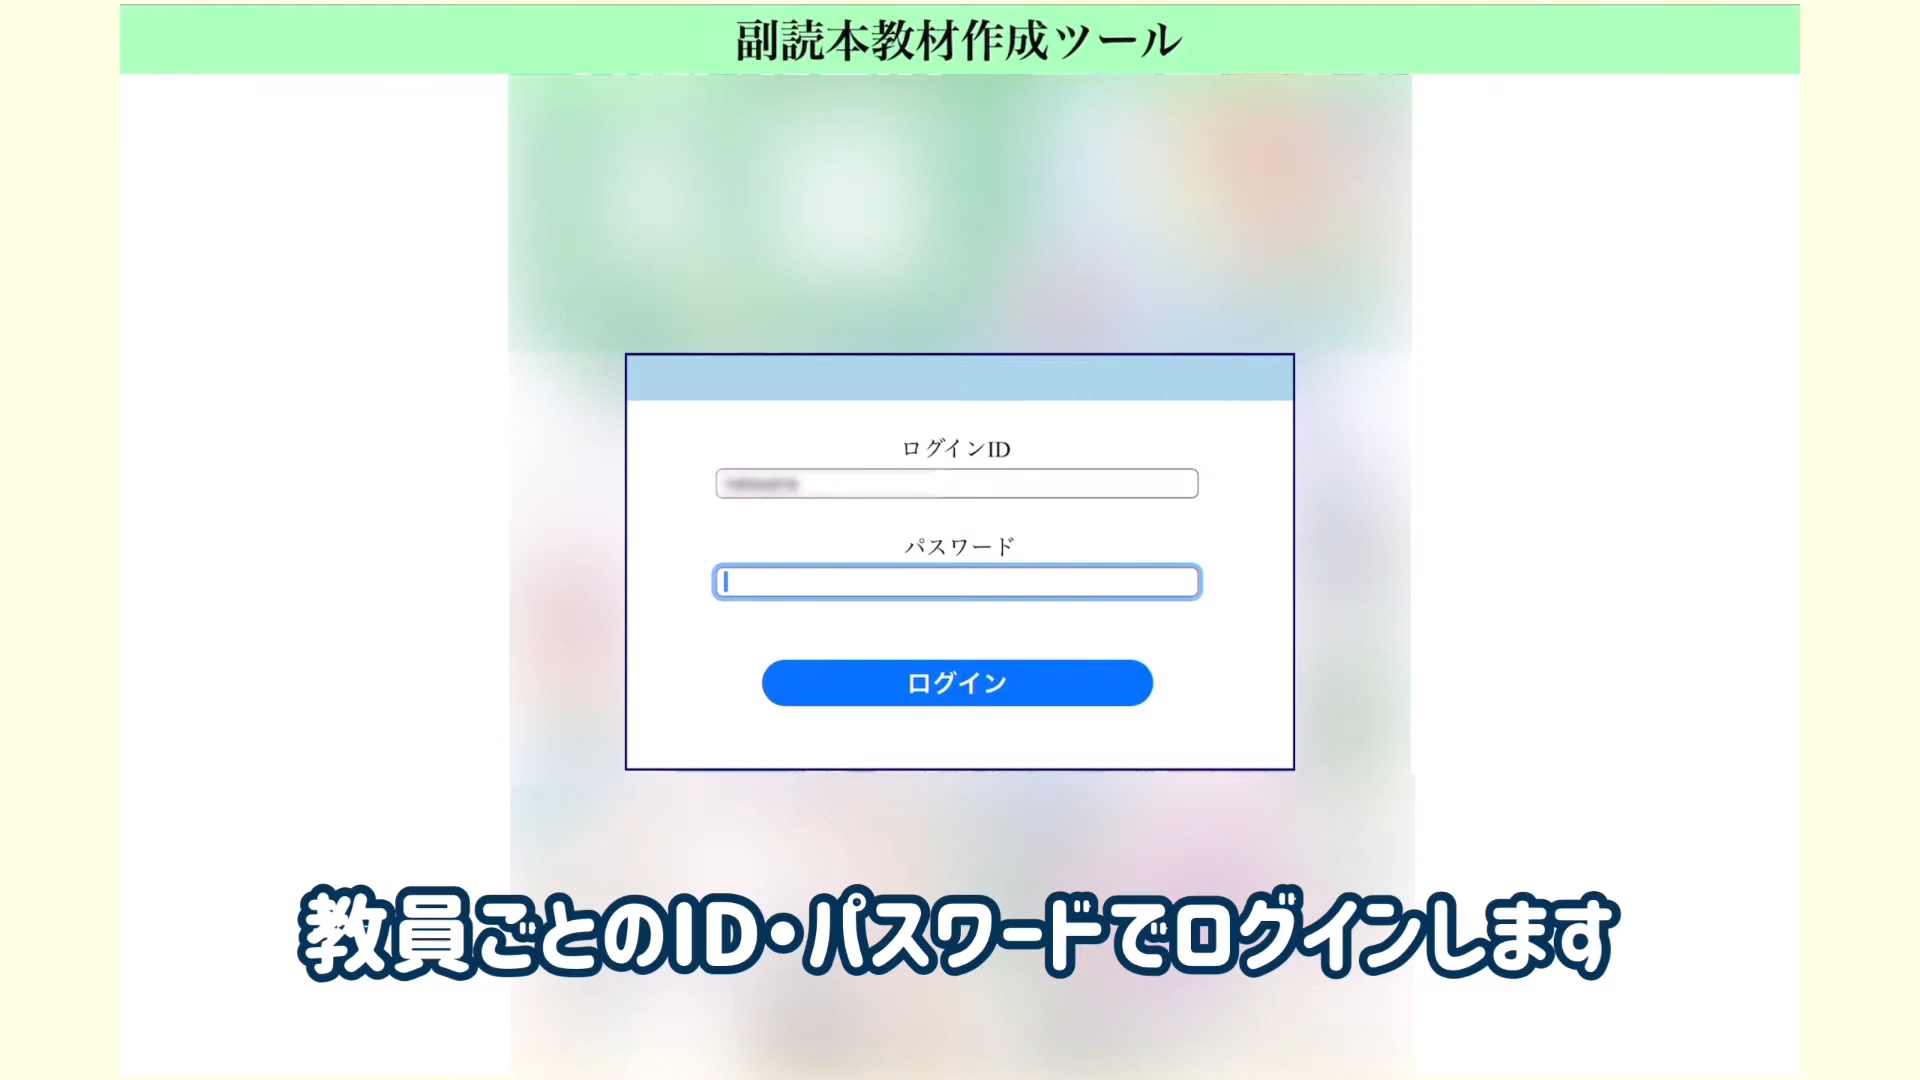 副読本教材作成ツール
ログインID
パスワード
ログイン
教員ごとのID・パスワードでログインします